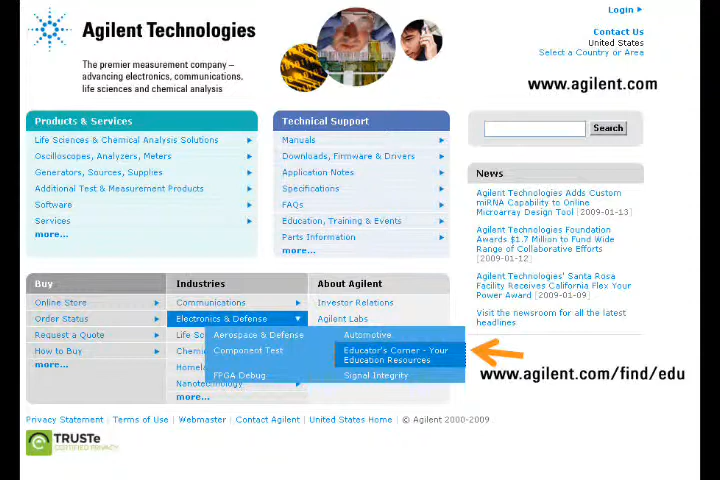 Login
Agilent Technologies
Contact Us
United States
Select a Country or Area
The premier measurement company –
advancing electronics, communications,
life sciences and chemical analysis
www.agilent.com
Products & Services
Life Sciences & Chemical Analysis Solutions
Oscilloscopes, Analyzers, Meters
Generators, Sources, Supplies
Additional Test & Measurement Products
Software
Services
more...
Technical Support
Manuals
Downloads, Firmware & Drivers
Application Notes
Specifications
FAQs
Education, Training & Events
Parts Information
more...
Search
News
Agilent Technologies Adds Custom
miRNA Capability to Online
Microarray Design Tool [2009-01-13]
Agilent Technologies Foundation
Awards $1.7 Million to Fund Wide
Range of Collaborative Efforts
[2009-01-12]
Agilent Technologies' Santa Rosa
Facility Receives California Flex Your
Power Award [2009-01-09]
Visit the newsroom for all the latest
headlines
Buy
Online Store
Order Status
Request a Quote
How to Buy
more...
Industries
Communications
Electronics & Defense
Life Sc
Chemi
Homel
Nanotechnology
more...
Aerospace & Defense
Component Test
FPGA Debug
Automotive
Educator's Corner - Your
Education Resources
Signal Integrity
About Agilent
Investor Relations
Agilent Labs
www.agilent.com/find/edu
Privacy Statement | Terms of Use | Webmaster | Contact Agilent | United States Home | © Agilent 2000-2009
TRUSTe
CERTIFIED PRIVACY